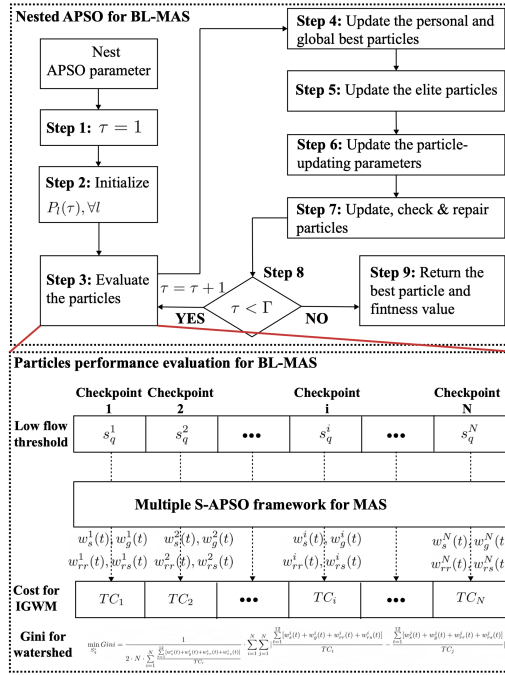 Nested APSO for BL-MAS
Nest
APSO parameter
Step 1: τ = 1
Step 2: Initialize
P_l(τ), ∀l
Step 3: Evaluate
the particles
Step 4: Update the personal and
global best particles
Step 5: Update the elite particles
Step 6: Update the particle-
updating parameters
Step 7: Update, check & repair
particles
Step 8
τ < Γ
τ = τ + 1
YES
NO
Step 9: Return the
best particle and
fintness value
Particles performance evaluation for BL-MAS
Checkpoint
1
Checkpoint
2
Checkpoint
i
Checkpoint
N
Low flow
threshold
s_q^1 s_q^2 ••• s_q^i ••• s_q^N
Multiple S-APSO framework for MAS
w_s^1(t), w_g^1(t) w_s^2(t), w_g^2(t) w_s^i(t), w_g^i(t) w_s^N(t), w_g^N(t)
w_rr^1(t), w_rs^1(t) w_rr^2(t), w_rs^2(t) w_rr^i(t), w_rs^i(t) w_rr^N(t), w_rs^N(t)
Cost for
IGWM
TC_1 TC_2 ••• TC_i ••• TC_N
Gini for
watershed
min Gini =